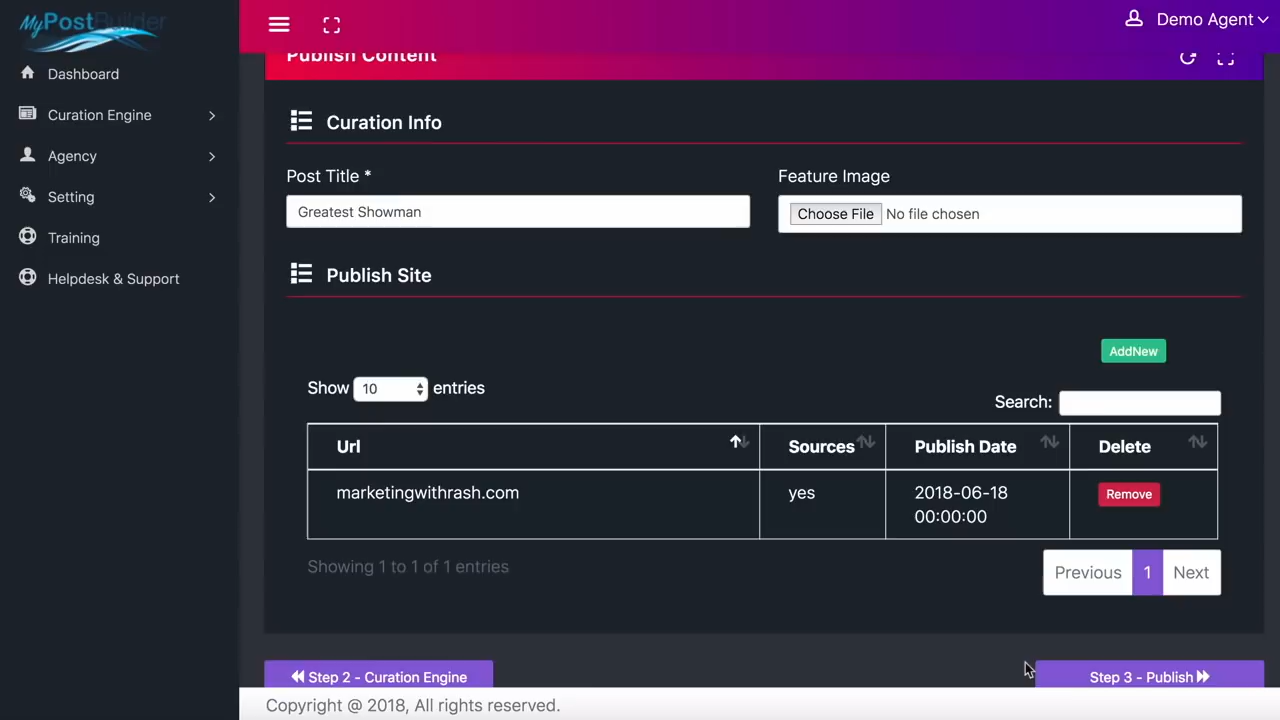 MyPostBuilder
Demo Agent
Dashboard
Curation Engine
Agency
Setting
Training
Helpdesk & Support
Publish Content
Curation Info
Post Title *
Feature Image
Greatest Showman
Choose File No file chosen
Publish Site
AddNew
Show 10 entries
Search:
Url Sources Publish Date Delete
marketingwithrash.com yes 2018-06-18 Remove
00:00:00
Showing 1 to 1 of 1 entries
Previous 1 Next
Step 2 - Curation Engine
Step 3 - Publish
Copyright @ 2018, All rights reserved.